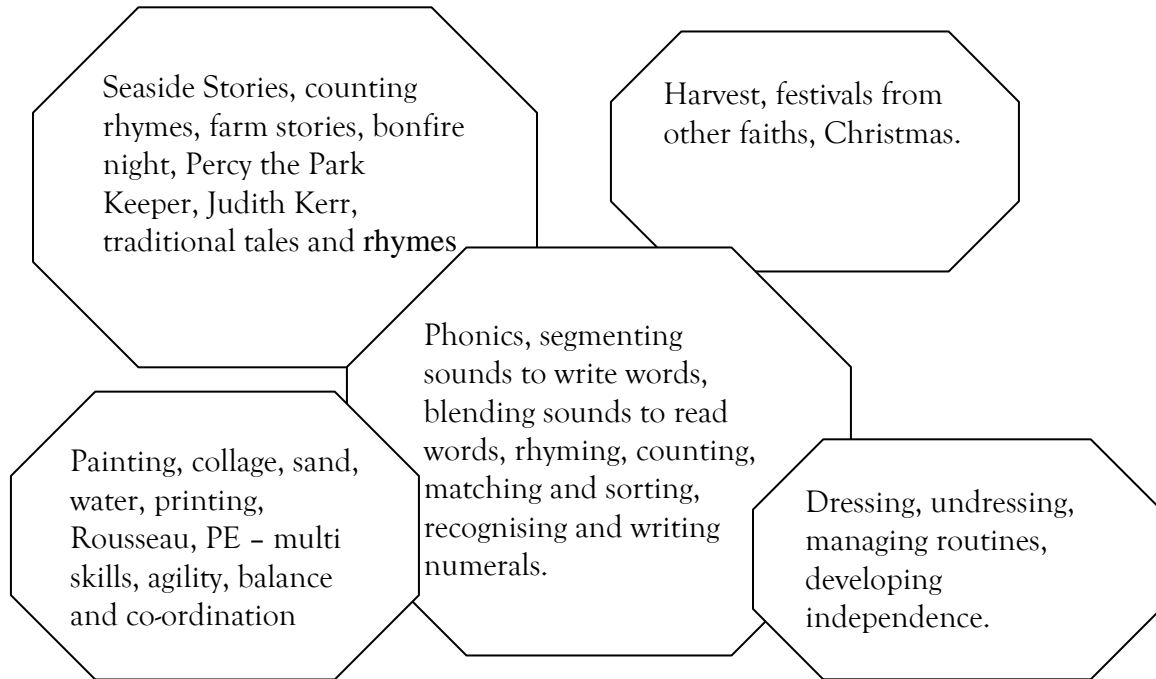 Seaside Stories, counting
rhymes, farm stories, bonfire
night, Percy the Park
Keeper, Judith Kerr,
traditional tales and rhymes
Harvest, festivals from
other faiths, Christmas.
Phonics, segmenting
sounds to write words,
blending sounds to read
words, rhyming, counting,
matching and sorting,
recognising and writing
numerals.
Painting, collage, sand,
water, printing,
Rousseau, PE – multi
skills, agility, balance
and co-ordination
Dressing, undressing,
managing routines,
developing
independence.